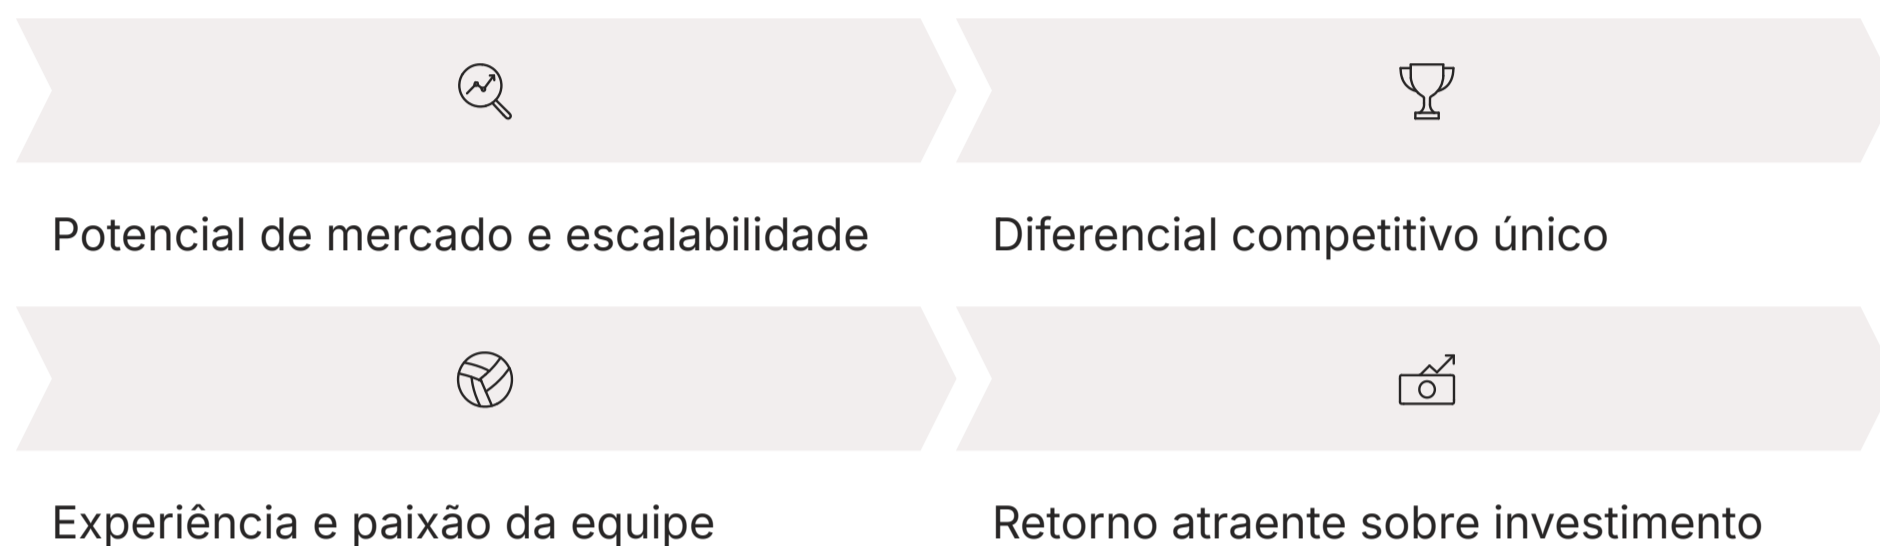 Potencial de mercado e escalabilidade
Diferencial competitivo único
Experiência e paixão da equipe
Retorno atraente sobre investimento